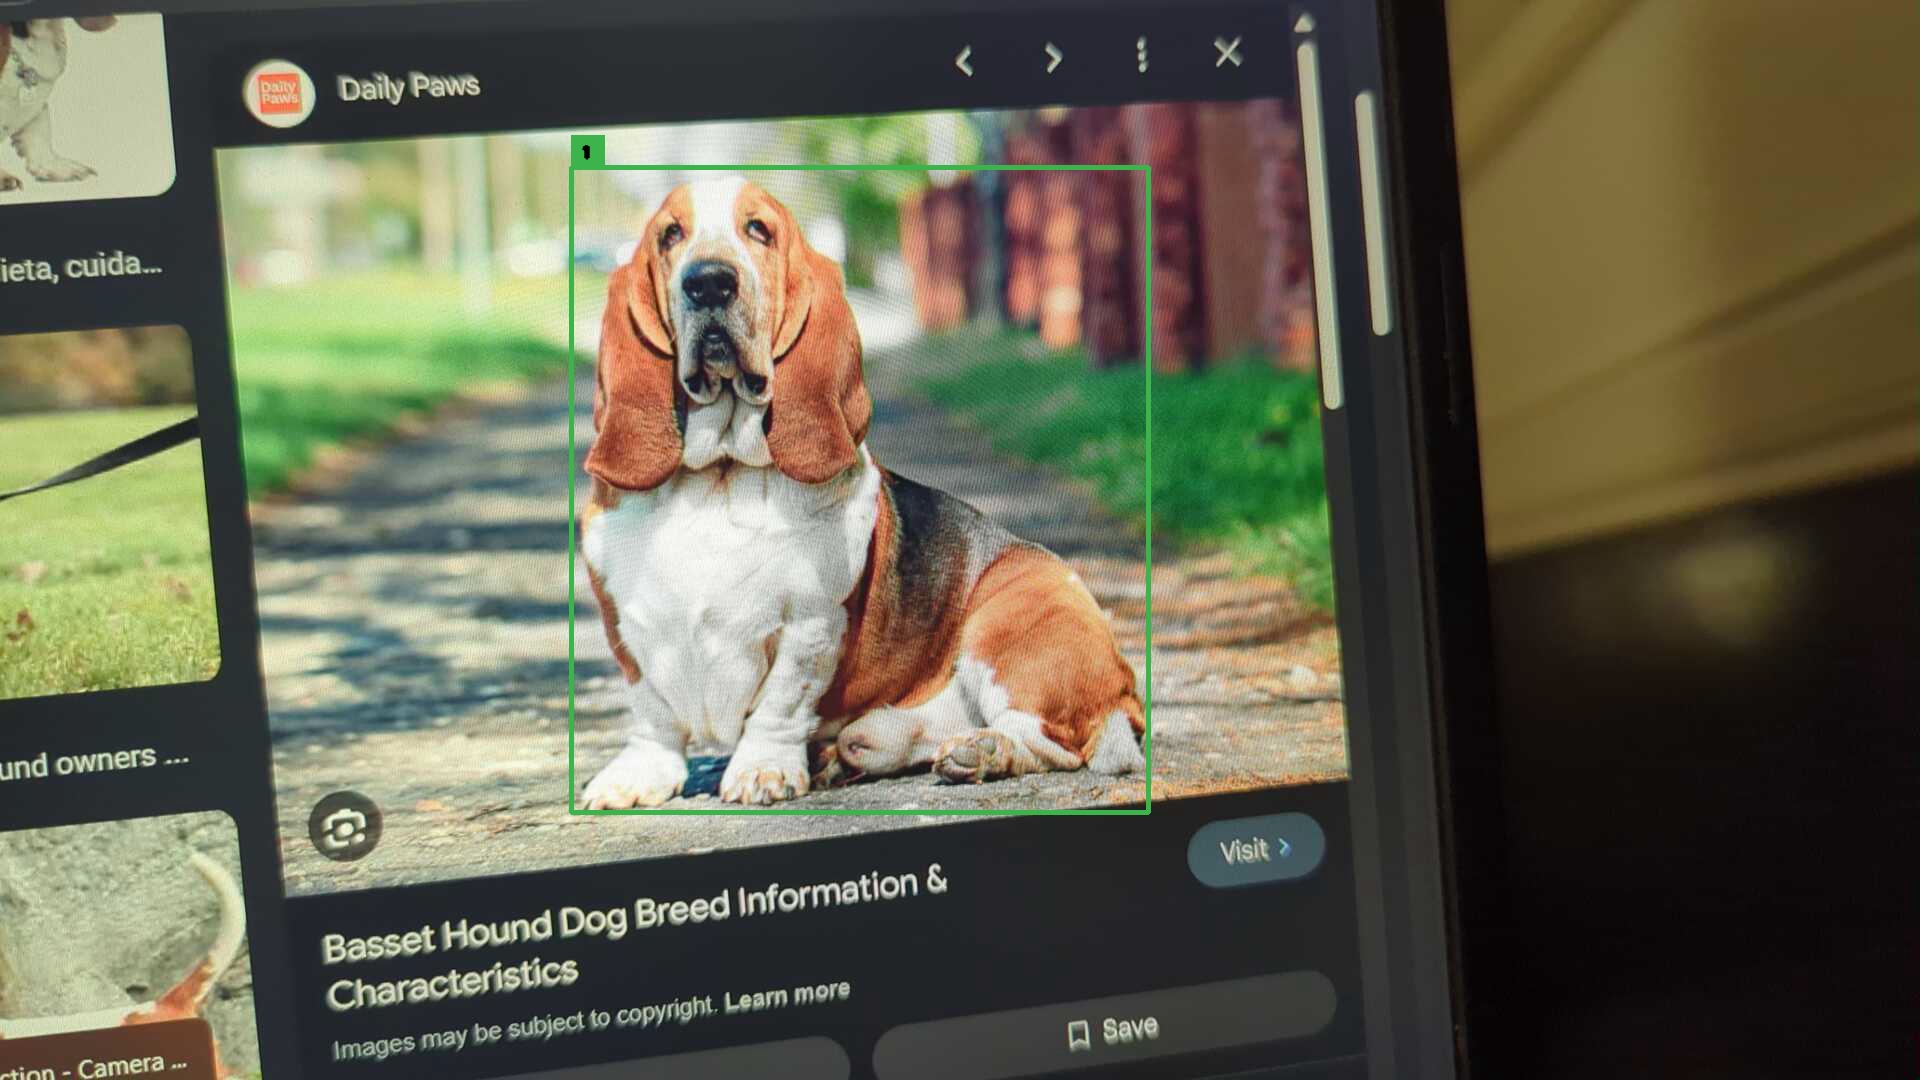 Daily
Paws
Daily Paws
1
ieta, cuida...
und owners ...
Visit
Basset Hound Dog Breed Information &
Characteristics
Images may be subject to copyright. Learn more
Save
ction - Camera ...